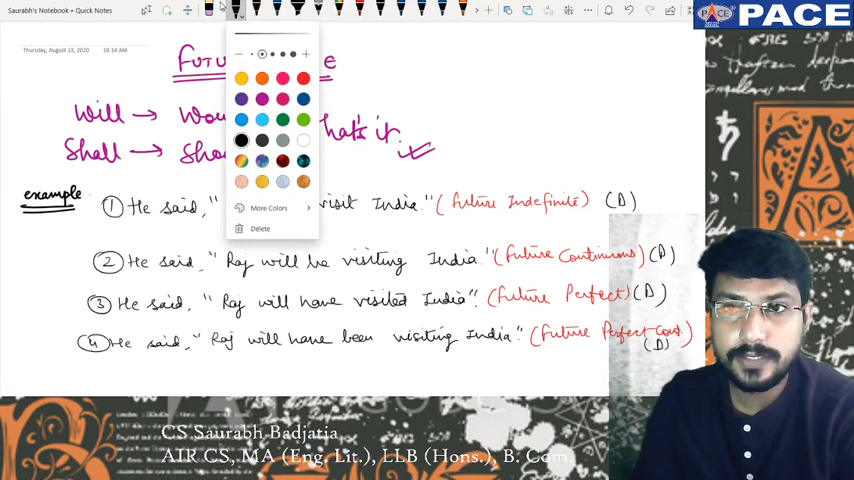 Saurabh's Notebook » Quick Notes
PACE PACE
Thursday, August 13, 2020 10:14 AM
Will → that's it.
Shall →
example ① He said, " visit India." (Future Indefinite) (D)
② He said, "Raj will be visiting India." (Future Continuous) (D)
③ He said, "Raj will have visited India". (Future Perfect) (D)
④ He said, "Raj will have been visiting India". (Future Perfect Cont.) (D)
More Colors
Delete
CS Saurabh Badjatia
AIR CS, MA (Eng. Lit.), LLB (Hons.), B. Com.